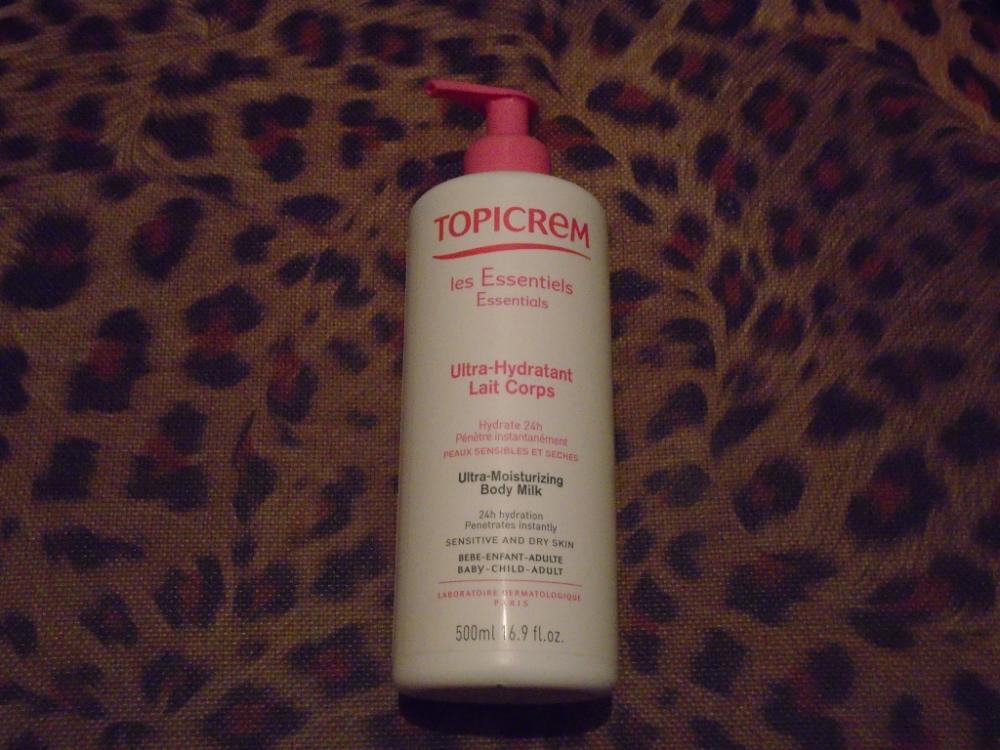 TOPICREM
les Essentiels
Essentials
Ultra-Hydratant
Lait Corps
Hydrate 24h
Pénètre instantanément
PEAUX SENSIBLES ET SECHES
Ultra-Moisturizing
Body Milk
24h hydration
Penetrates instantly
SENSITIVE AND DRY SKIN
BEBE-ENFANT-ADULTE
BABY-CHILD-ADULT
LABORATOIRE DERMATOLOGIQUE
PARIS
500ml 16.9 fl.oz.